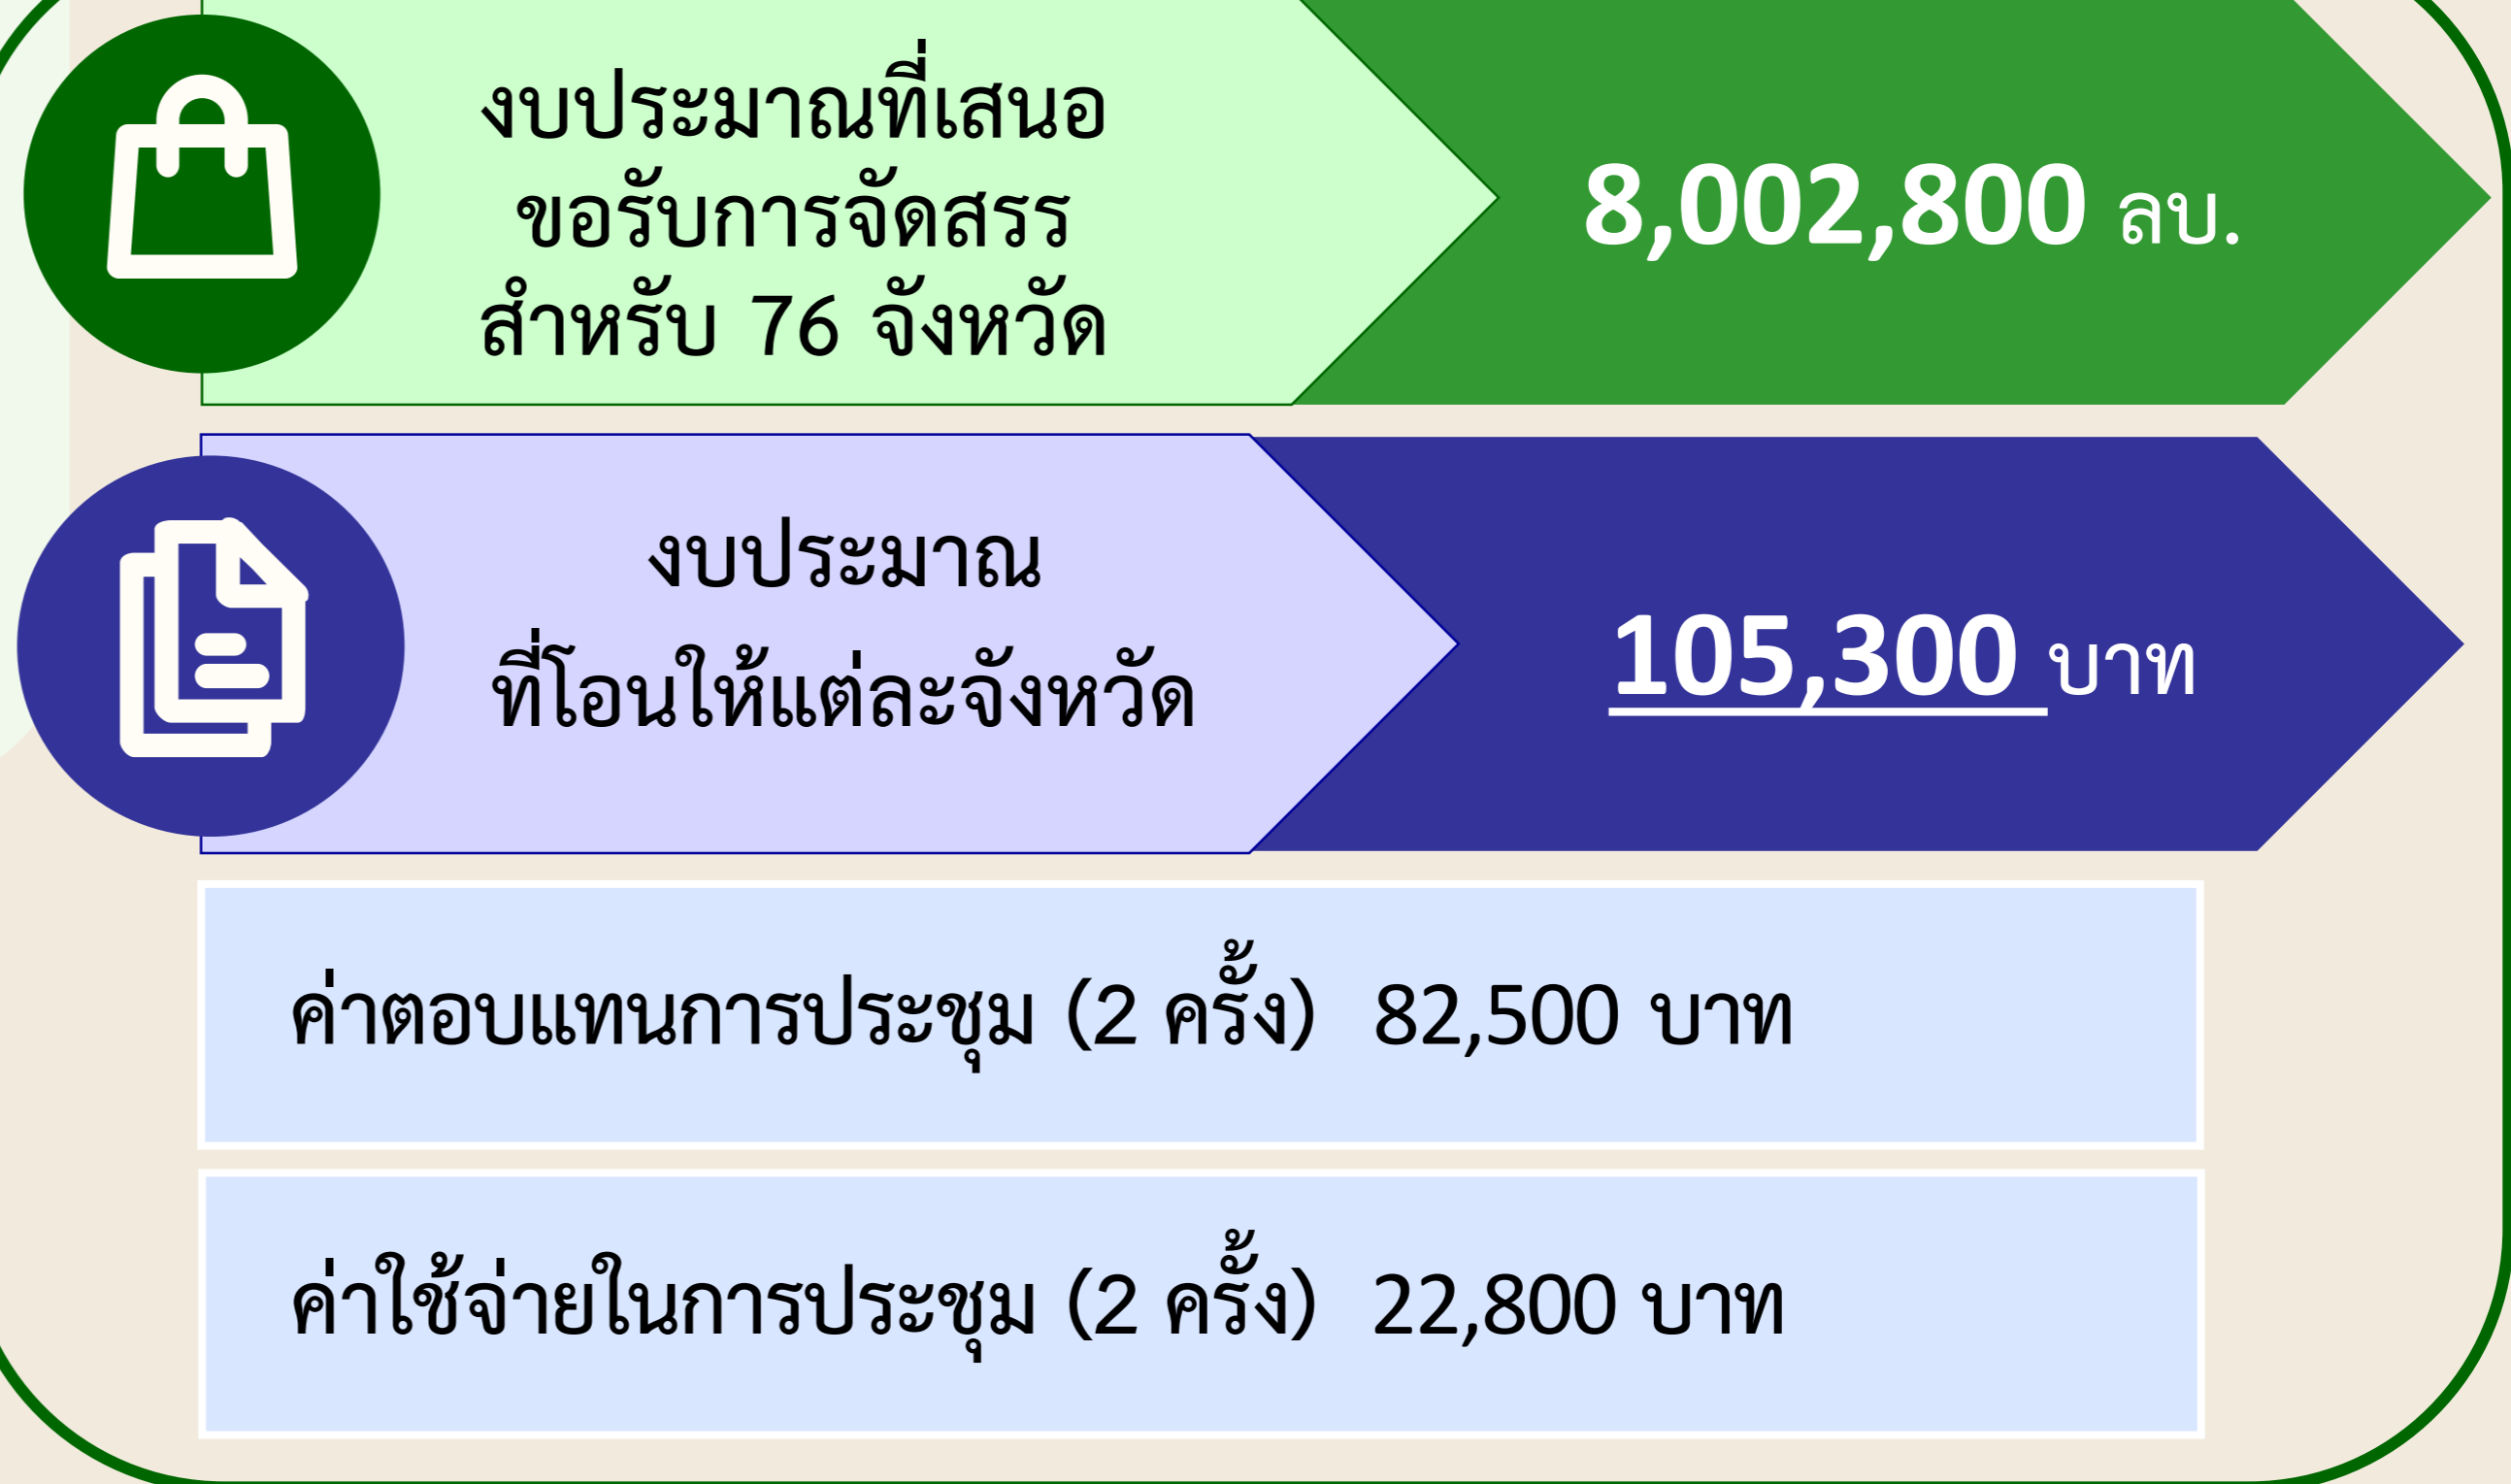 งบประมาณที่เสนอ
ขอรับการจัดสรร
สำหรับ 76 จังหวัด
8,002,800 ลบ.
งบประมาณ
ที่โอนให้แต่ละจังหวัด
105,300 บาท
ค่าตอบแทนการประชุม (2 ครั้ง) 82,500 บาท
ค่าใช้จ่ายในการประชุม (2 ครั้ง) 22,800 บาท